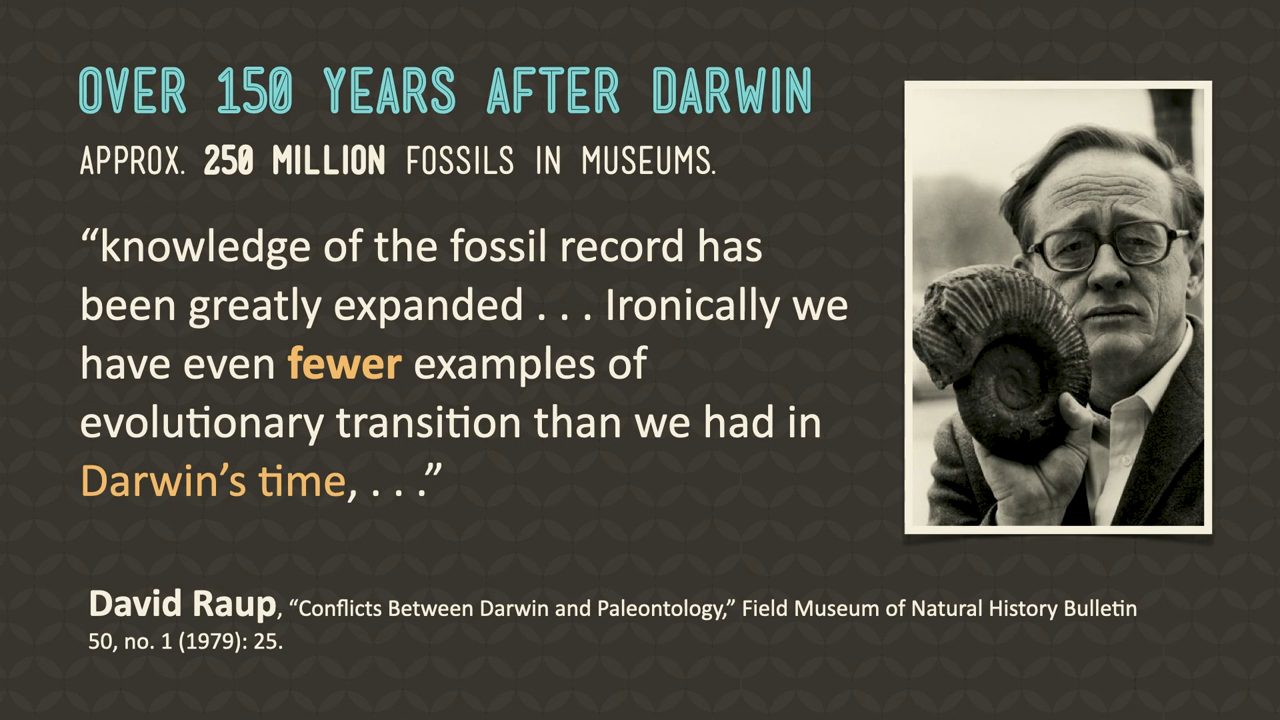 OVER 150 YEARS AFTER DARWIN
APPROX. 250 MILLION FOSSILS IN MUSEUMS.
“knowledge of the fossil record has
been greatly expanded . . . Ironically we
have even fewer examples of
evolutionary transition than we had in
Darwin’s time, . . .”
David Raup, “Conflicts Between Darwin and Paleontology,” Field Museum of Natural History Bulletin
50, no. 1 (1979): 25.